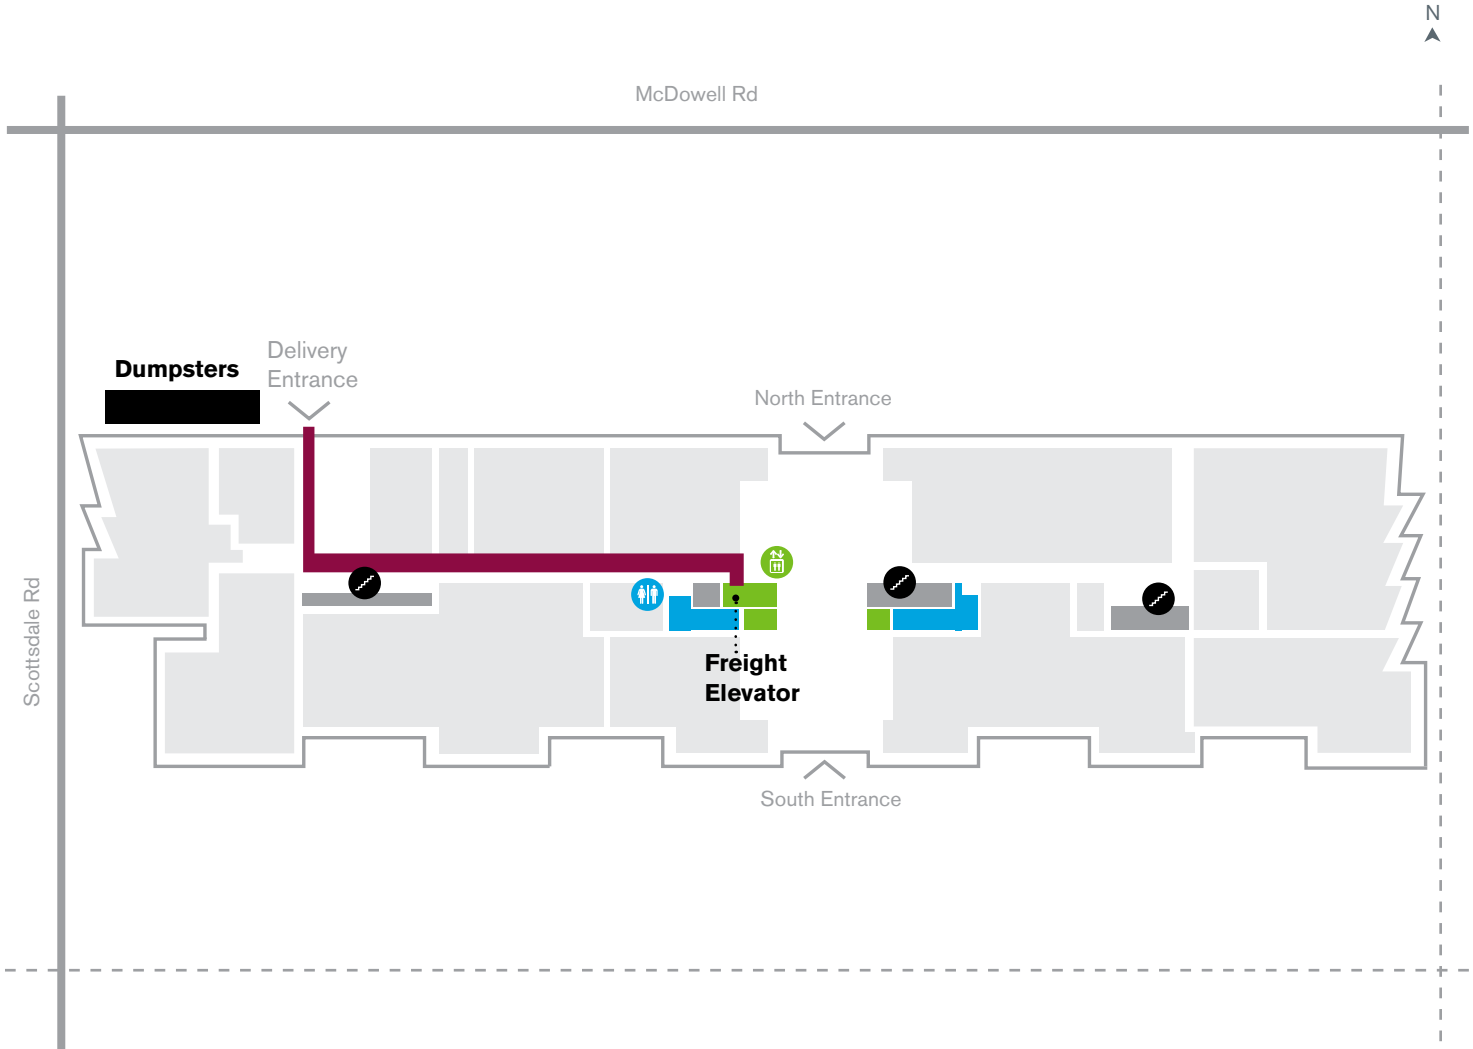 N
McDowell Rd
Delivery
Entrance
Dumpsters
North Entrance
Scottsdale Rd
Freight
Elevator
South Entrance